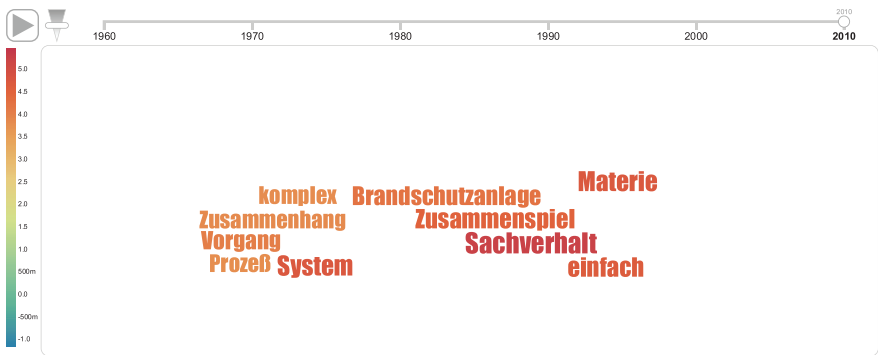 2010
1960 1970 1980 1990 2000 2010
5.0
4.5
4.0
3.5
3.0
2.5
2.0
1.5
1.0
500m
0.0
-500m
-1.0
Materie
komplex Brandschutzanlage
Zusammenhang Zusammenspiel
Vorgang Sachverhalt
Prozeß System einfach